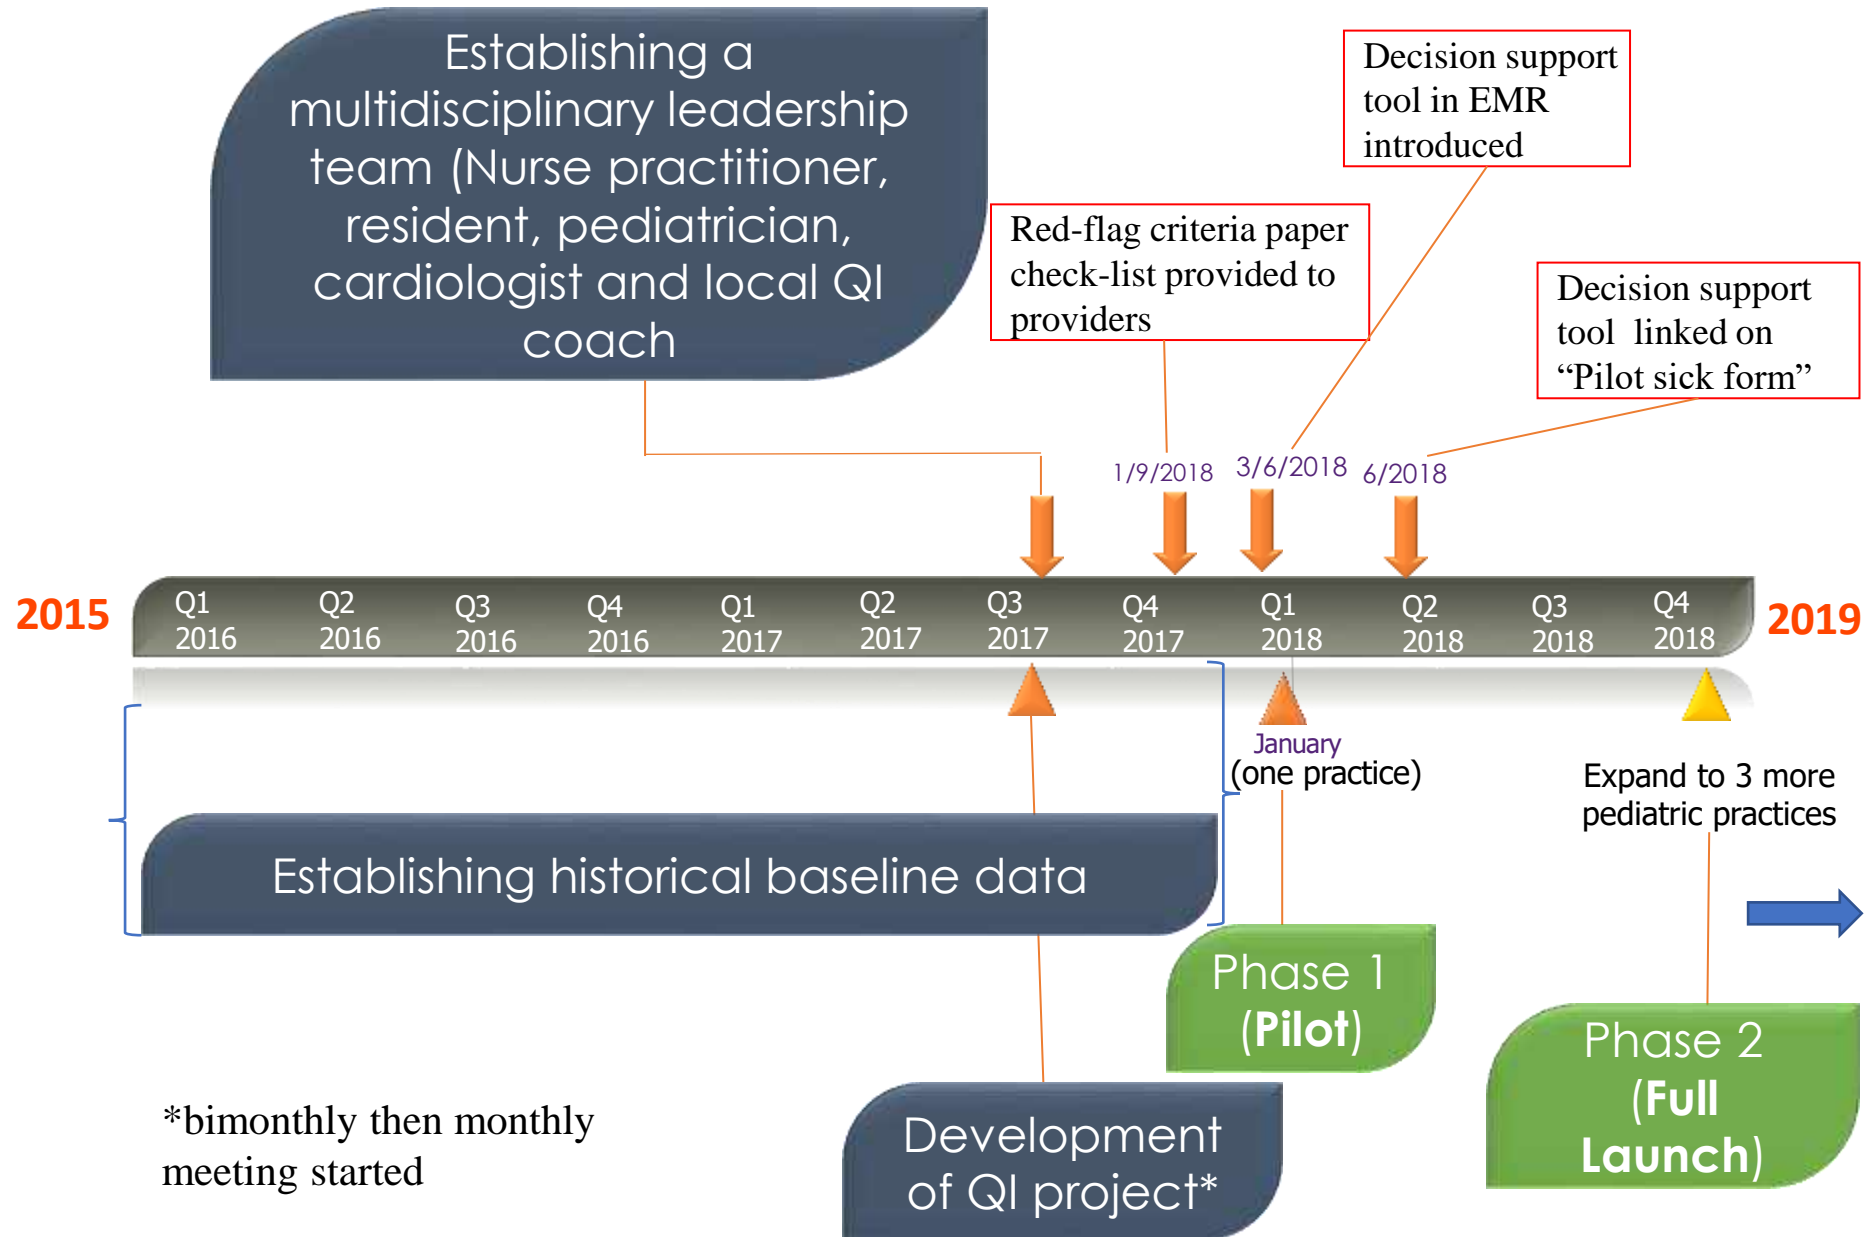 Establishing a
multidisciplinary leadership
team (Nurse practitioner,
resident, pediatrician,
cardiologist and local QI
coach
Decision support
tool in EMR
introduced
Red-flag criteria paper
check-list provided to
providers
Decision support
tool linked on
“Pilot sick form”
1/9/2018
3/6/2018
6/2018
2015
Q1
2016
Q2
2016
Q3
2016
Q4
2016
Q1
2017
Q2
2017
Q3
2017
Q4
2017
Q1
2018
Q2
2018
Q3
2018
Q4
2018
2019
January
(one practice)
Expand to 3 more
pediatric practices
Establishing historical baseline data
Phase 1
(Pilot)
Phase 2
(Full
Launch)
Development
of QI project*
*bimonthly then monthly
meeting started